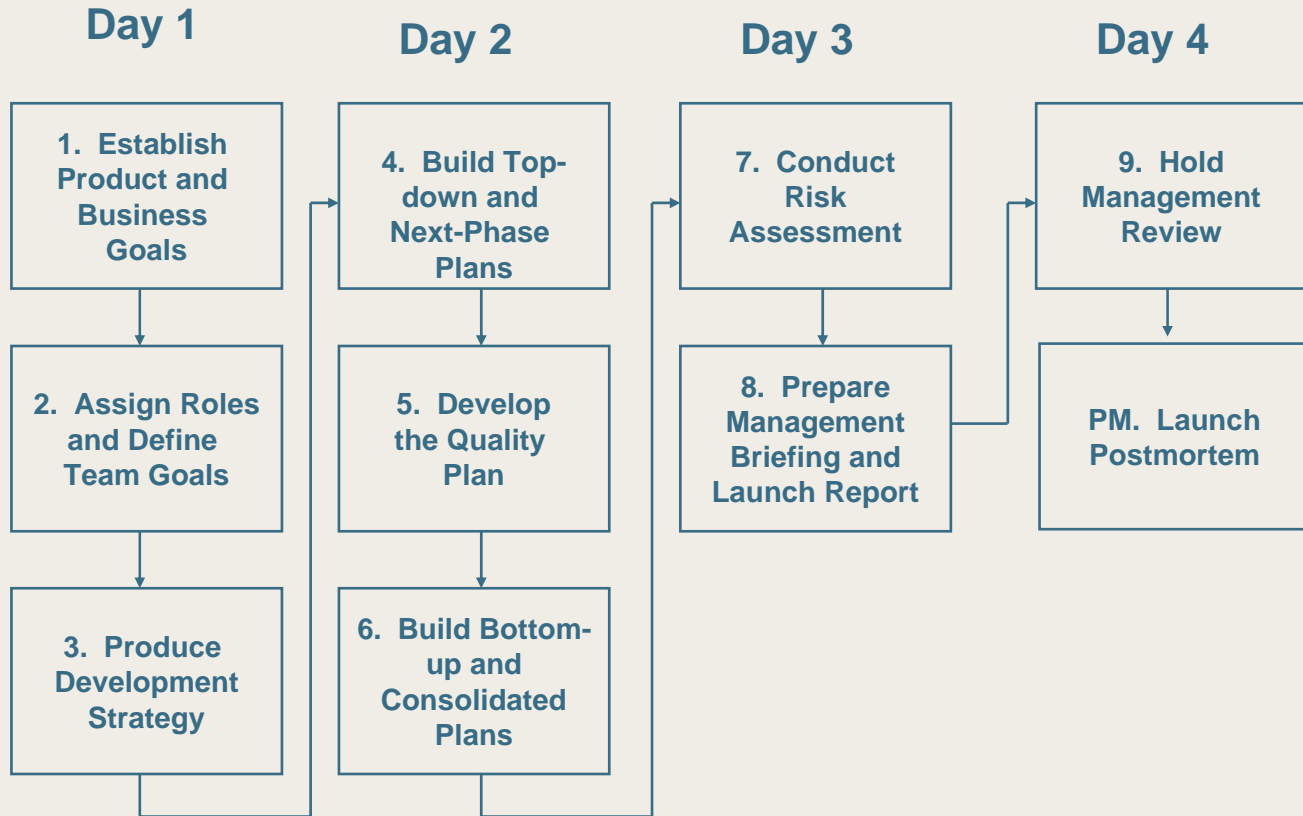 Day 1
1. Establish
Product and
Business
Goals
2. Assign Roles
and Define
Team Goals
3. Produce
Development
Strategy
Day 2
4. Build Top-
down and
Next-Phase
Plans
5. Develop
the Quality
Plan
6. Build Bottom-
up and
Consolidated
Plans
Day 3
7. Conduct
Risk
Assessment
8. Prepare
Management
Briefing and
Launch Report
Day 4
9. Hold
Management
Review
PM. Launch
Postmortem